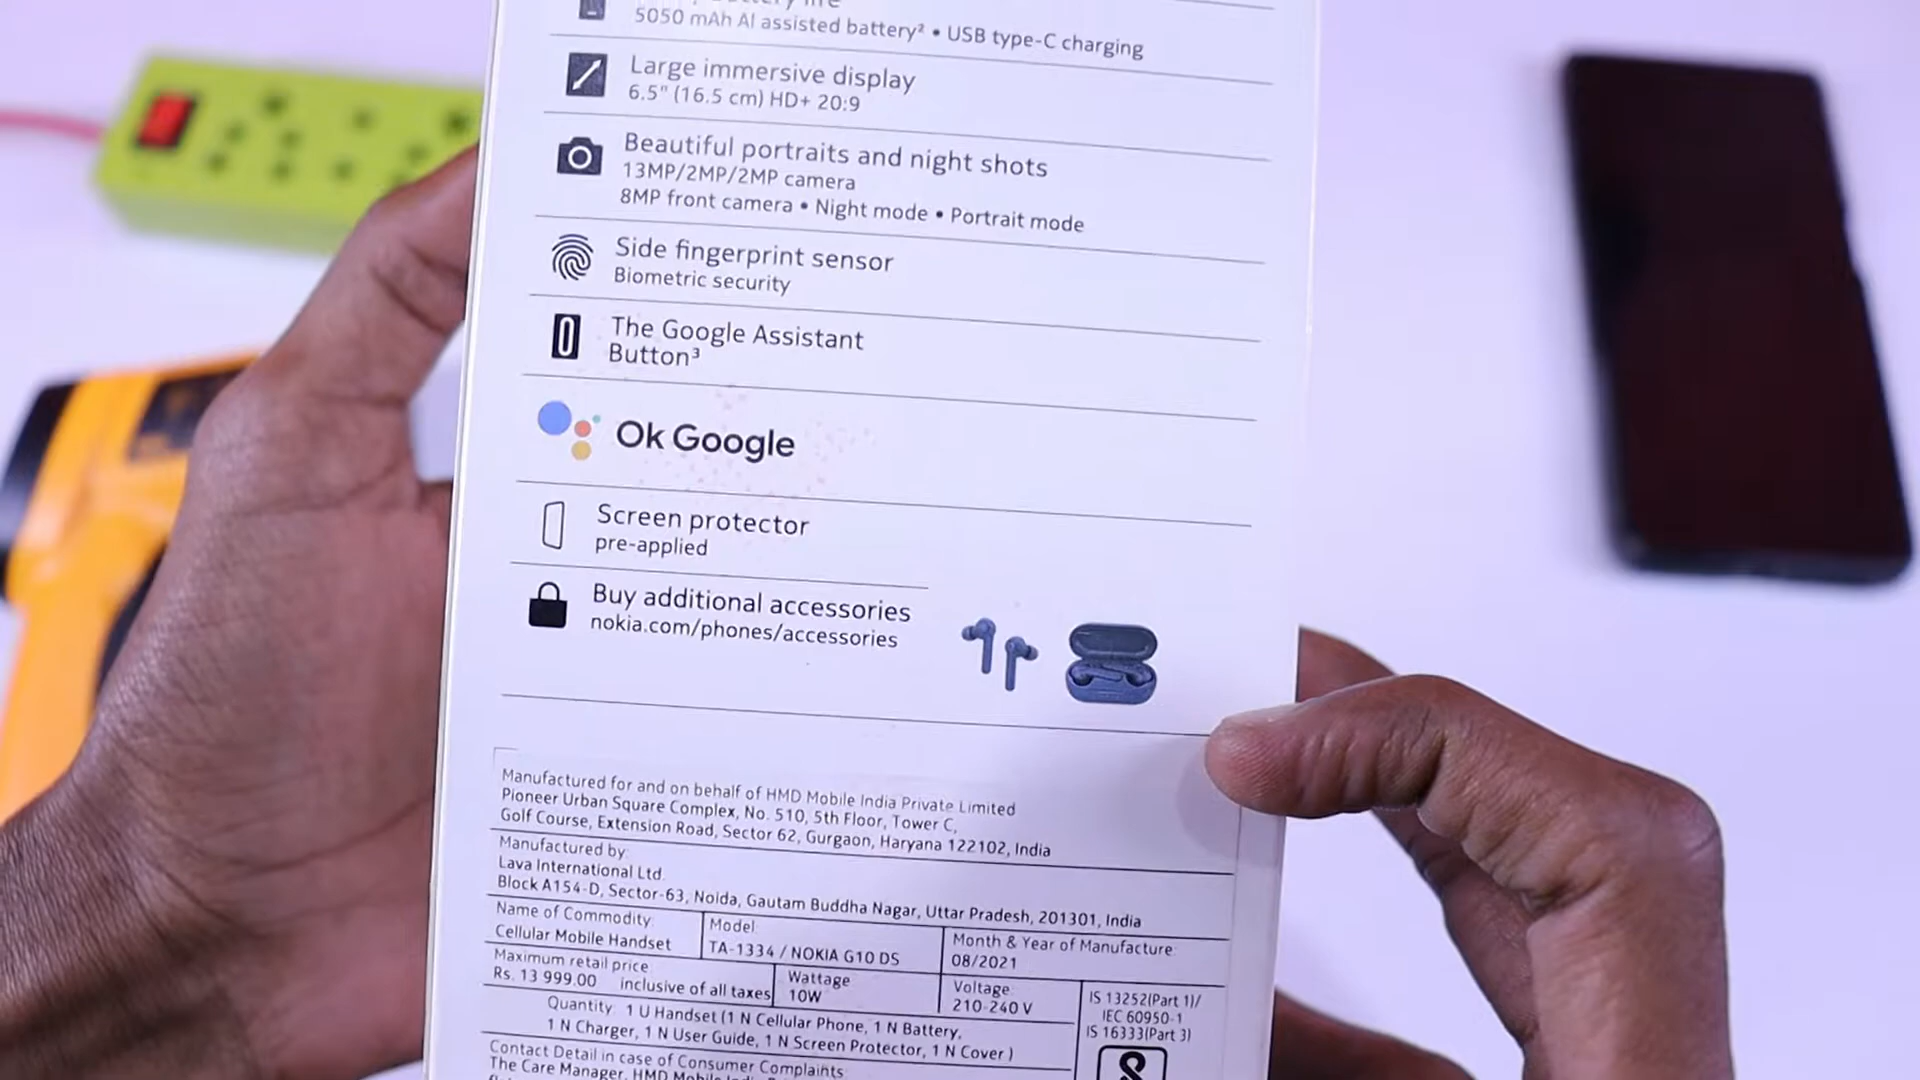 5050 mAh AI assisted battery² • USB type-C charging
Large immersive display
6.5" (16.5 cm) HD+ 20:9
Beautiful portraits and night shots
13MP/2MP/2MP camera
8MP front camera • Night mode • Portrait mode
Side fingerprint sensor
Biometric security
The Google Assistant
Button³
Ok Google
Screen protector
pre-applied
Buy additional accessories
nokia.com/phones/accessories
Manufactured for and on behalf of HMD Mobile India Private Limited
Pioneer Urban Square Complex, No. 510, 5th Floor, Tower C,
Golf Course, Extension Road, Sector 62, Gurgaon, Haryana 122102, India
Manufactured by:
Lava International Ltd.
Block A154-D, Sector-63, Noida, Gautam Buddha Nagar, Uttar Pradesh, 201301, India
Name of Commodity:
Cellular Mobile Handset
Model:
TA-1334 / NOKIA G10 DS
Month & Year of Manufacture:
08/2021
Maximum retail price:
Rs. 13 999.00 inclusive of all taxes
Wattage
10W
Voltage
210-240 V
IS 13252(Part 1)/
IEC 60950-1
IS 16333(Part 3)
Quantity: 1 U Handset (1 N Cellular Phone, 1 N Battery,
1 N Charger, 1 N User Guide, 1 N Screen Protector, 1 N Cover )
Contact Detail in case of Consumer Complaints
The Care Manager, HMD Mobile